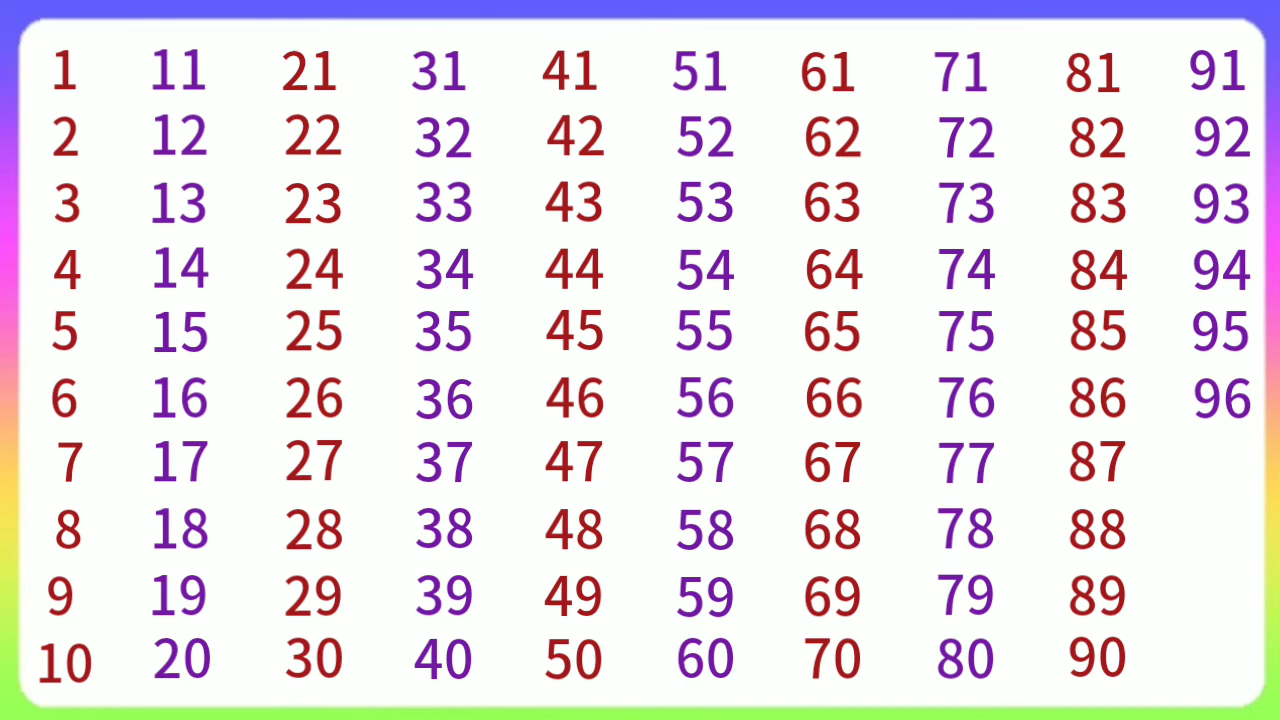 1 11 21 31 41 51 61 71 81 91
2 12 22 32 42 52 62 72 82 92
3 13 23 33 43 53 63 73 83 93
4 14 24 34 44 54 64 74 84 94
5 15 25 35 45 55 65 75 85 95
6 16 26 36 46 56 66 76 86 96
7 17 27 37 47 57 67 77 87
8 18 28 38 48 58 68 78 88
9 19 29 39 49 59 69 79 89
10 20 30 40 50 60 70 80 90